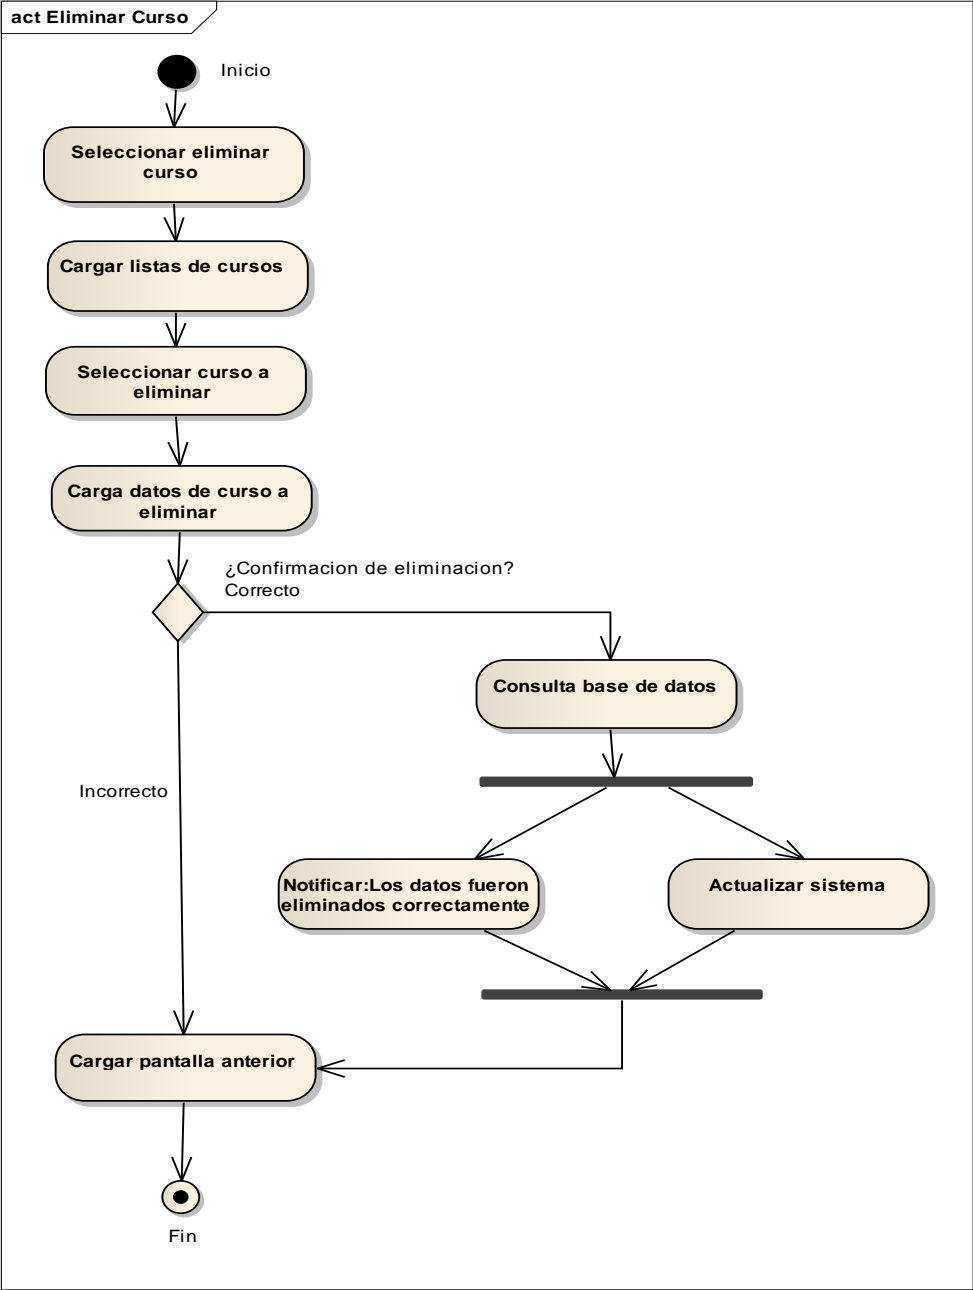 act Eliminar Curso
Inicio
Seleccionar eliminar
curso
Cargar listas de cursos
Seleccionar curso a
eliminar
Carga datos de curso a
eliminar
¿Confirmacion de eliminacion?
Correcto
Consulta base de datos
Incorrecto
Notificar:Los datos fueron
eliminados correctamente
Actualizar sistema
Cargar pantalla anterior
Fin